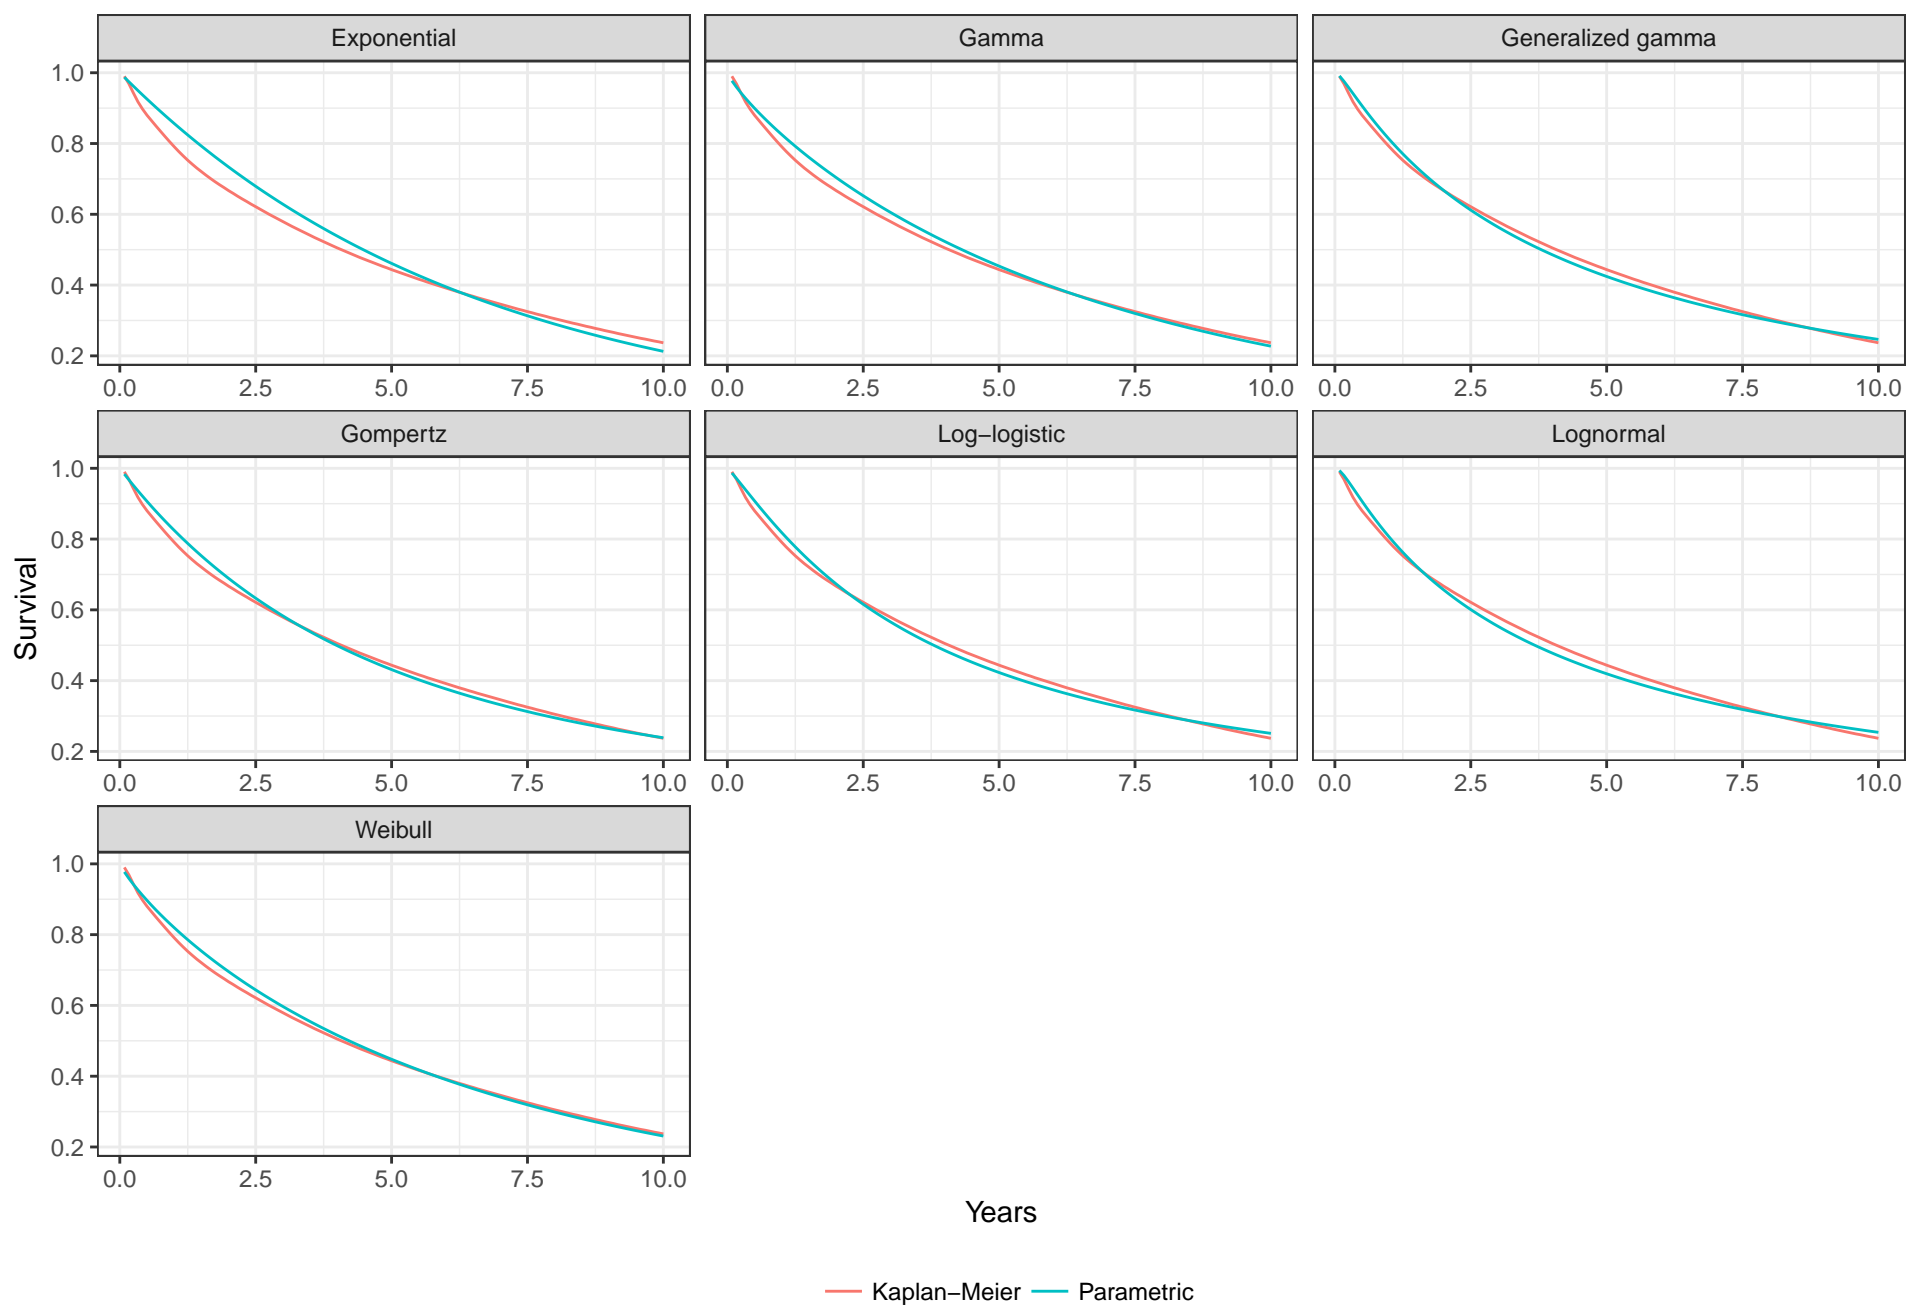 Exponential Gamma Generalized gamma
1.0
0.8
0.6
0.4
0.2
0.0 2.5 5.0 7.5 10.0 0.0 2.5 5.0 7.5 10.0 0.0 2.5 5.0 7.5 10.0
Gompertz Log−logistic Lognormal
1.0
0.8
0.6
0.4
0.2
0.0 2.5 5.0 7.5 10.0 0.0 2.5 5.0 7.5 10.0 0.0 2.5 5.0 7.5 10.0
Survival
Weibull
1.0
0.8
0.6
0.4
0.2
0.0 2.5 5.0 7.5 10.0
Years
Kaplan−Meier Parametric